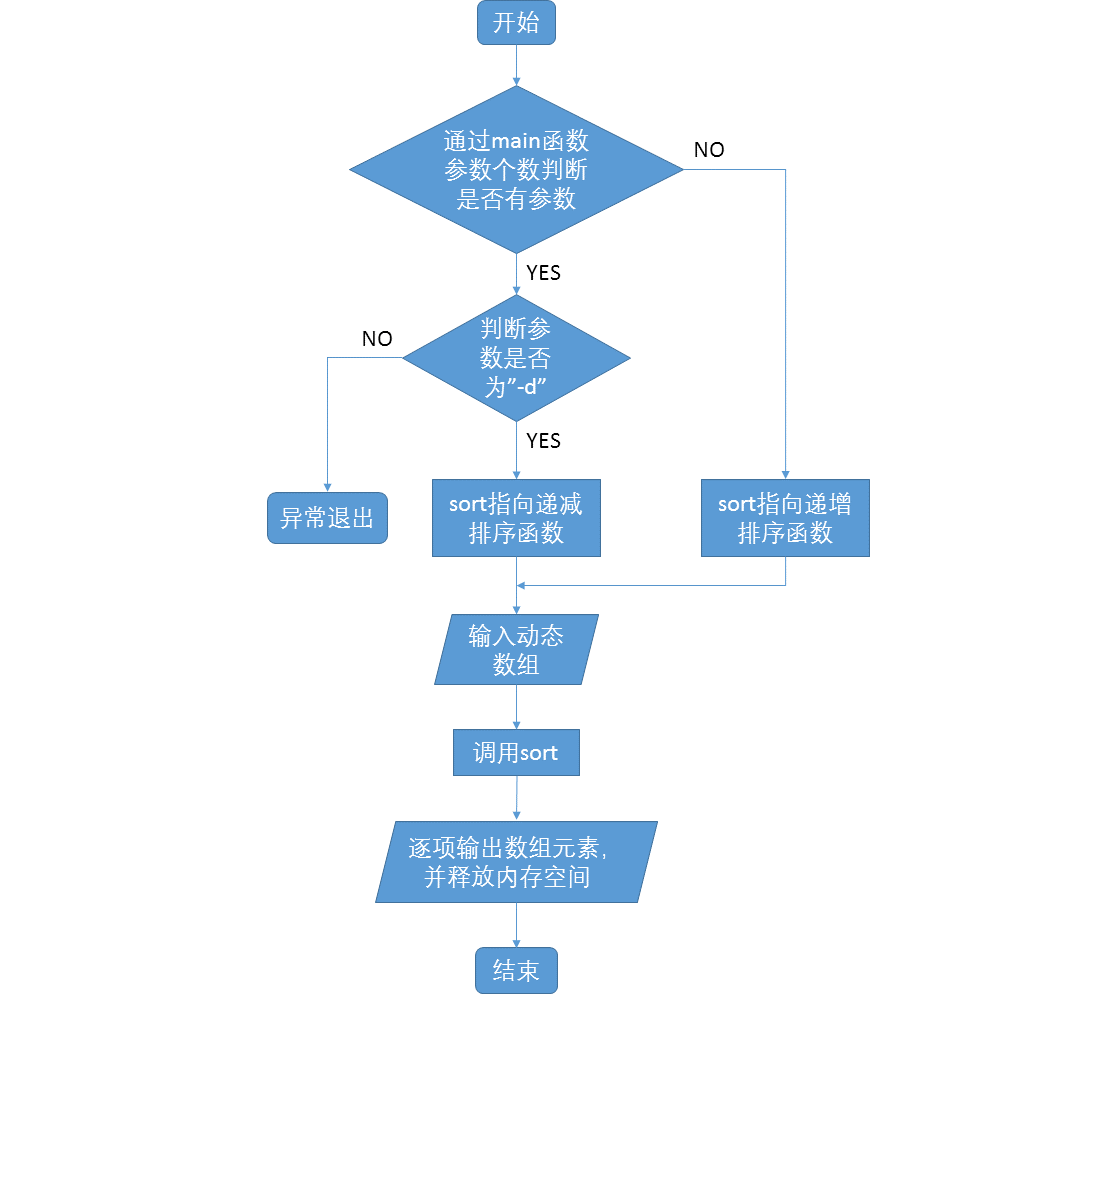 开始
通过main函数
参数个数判断
是否有参数
NO
YES
判断参
数是否
为”-d”
NO
YES
异常退出
sort指向递减
排序函数
sort指向递增
排序函数
输入动态
数组
调用sort
逐项输出数组元素,
并释放内存空间
结束